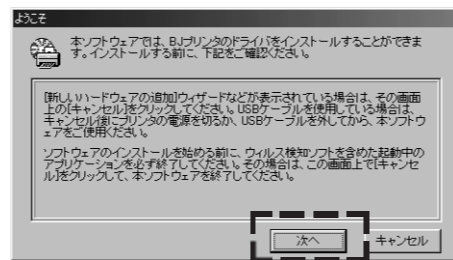 ようこそ
本ソフトウェアでは、BJプリンタのドライバをインストールすることができま
す。インストールする前に、下記をご確認ください。
[新しいハードウェアの追加]ウィザードなどが表示されている場合は、その画面
上の[キャンセル]をクリックしてください。USBケーブルを使用している場合は、
キャンセル後にプリンタの電源を切るか、USBケーブルを外してから、本ソフトウ
ェアをご使用ください。
ソフトウェアのインストールを始める前に、ウィルス検知ソフトを含めた起動中の
アプリケーションを必ず終了してください。その場合は、この画面上で[キャンセ
ル]をクリックして、本ソフトウェアを終了してください。
次へ
キャンセル